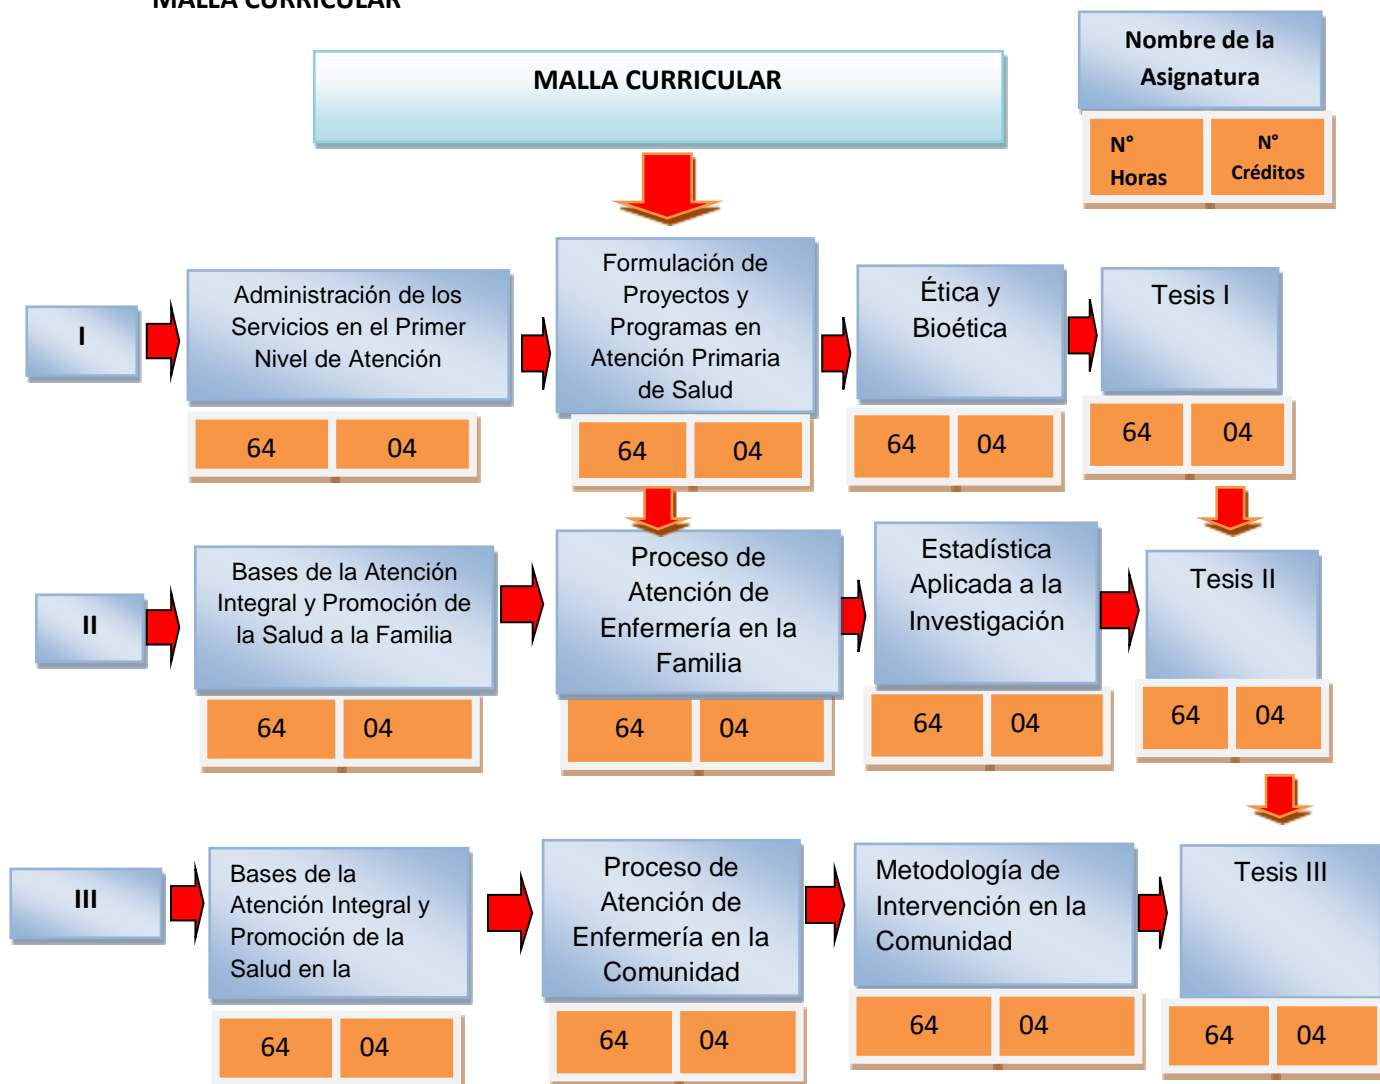 MALLA CURRICULAR
MALLA CURRICULAR
Nombre de la
Asignatura
N°
Horas
N°
Créditos
I
Administración de los
Servicios en el Primer
Nivel de Atención
64
04
Formulación de
Proyectos y
Programas en
Atención Primaria
de Salud
64
04
Ética y
Bioética
64
04
Tesis I
64
04
II
Bases de la Atención
Integral y Promoción de
la Salud a la Familia
64
04
Proceso de
Atención de
Enfermería en la
Familia
64
04
Estadística
Aplicada a la
Investigación
64
04
Tesis II
64
04
III
Bases de la
Atención Integral y
Promoción de la
Salud en la
64
04
Proceso de
Atención de
Enfermería en la
Comunidad
64
04
Metodología de
Intervención en la
Comunidad
64
04
Tesis III
64
04